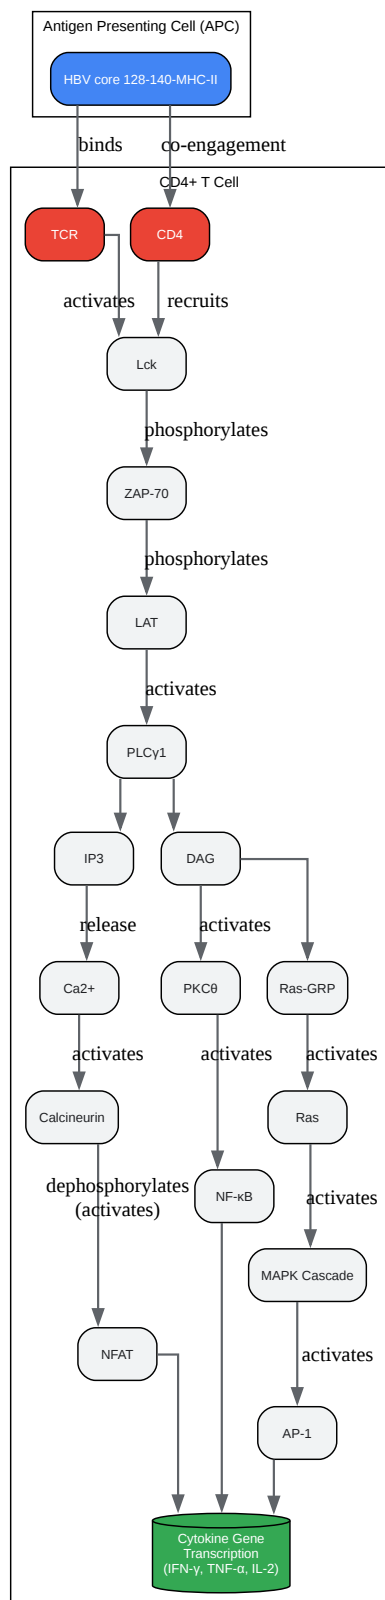 Antigen Presenting Cell (APC)
HBV core 128-140-MHC-II
binds
co-engagement
CD4+ T Cell
TCR
CD4
activates
recruits
Lck
phosphorylates
ZAP-70
phosphorylates
LAT
activates
PLCγ1
IP3
DAG
release
activates
Ca2+
PKCθ
Ras-GRP
activates
activates
activates
Calcineurin
Ras
dephosphorylates
(activates)
NF-κB
activates
MAPK Cascade
NFAT
activates
AP-1
Cytokine Gene
Transcription
(IFN-γ, TNF-α, IL-2)